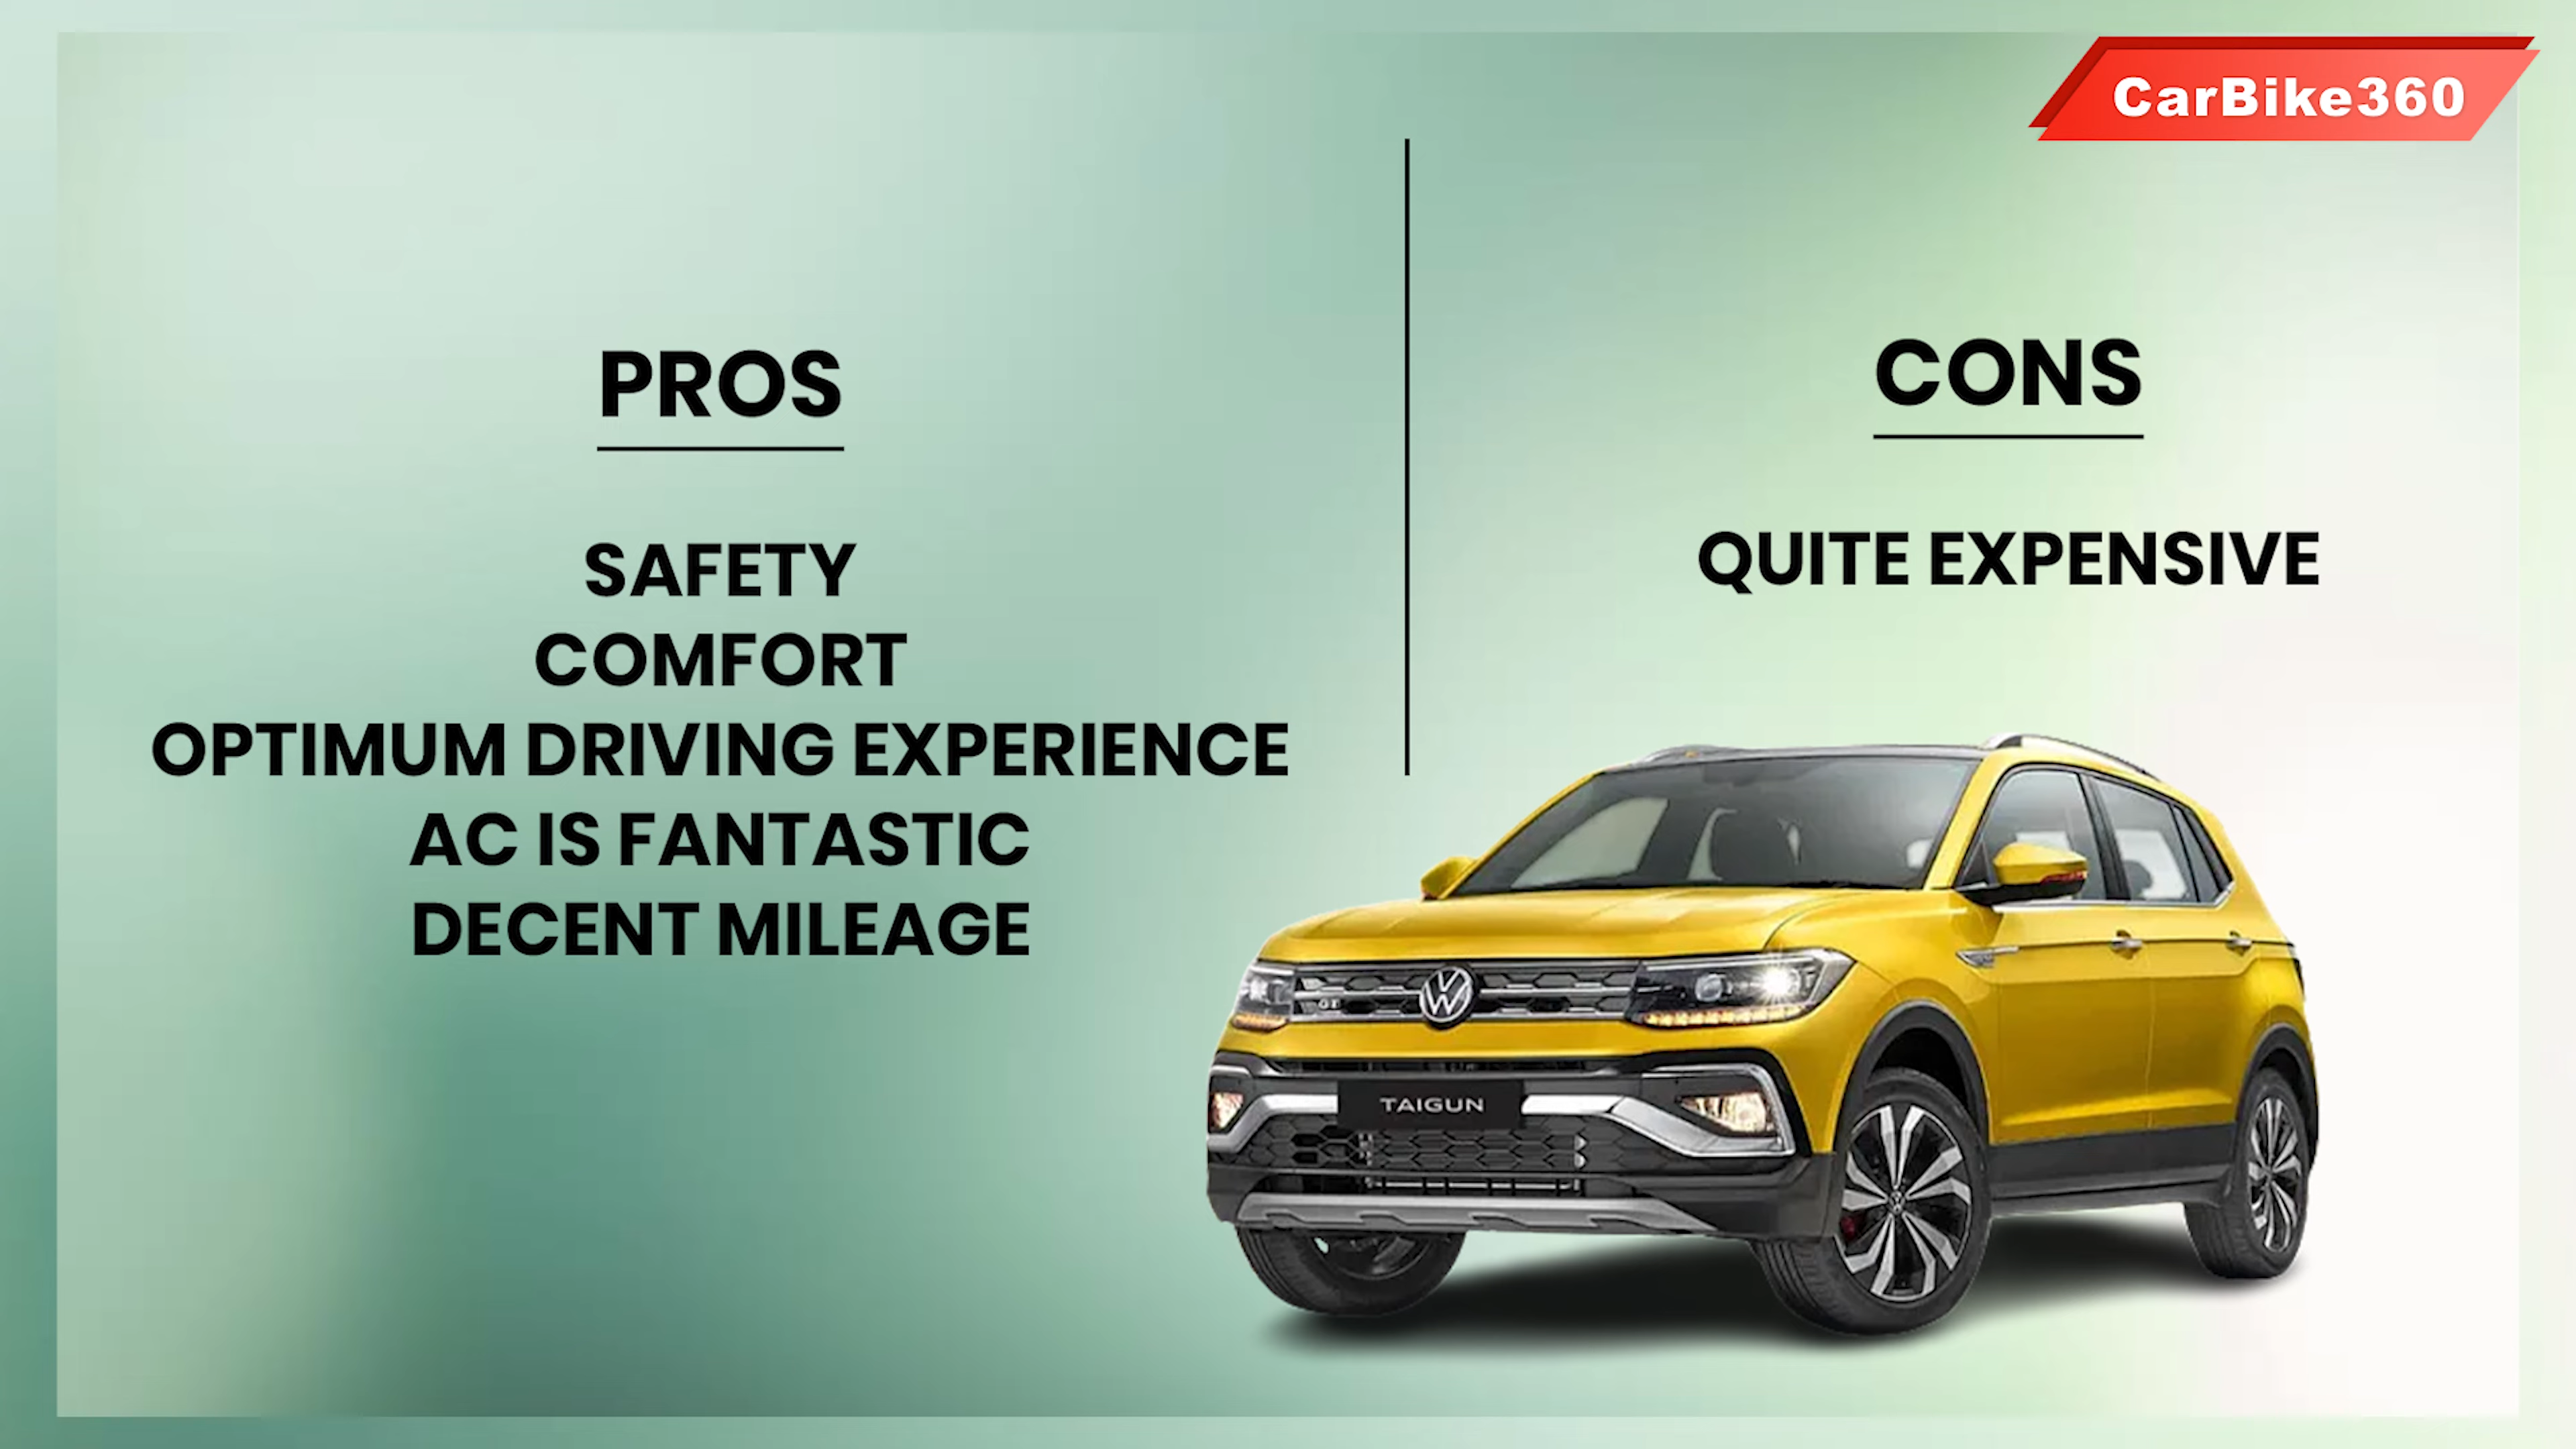 CarBike360
PROS
SAFETY
COMFORT
OPTIMUM DRIVING EXPERIENCE
AC IS FANTASTIC
DECENT MILEAGE
CONS
QUITE EXPENSIVE
TAIGUN